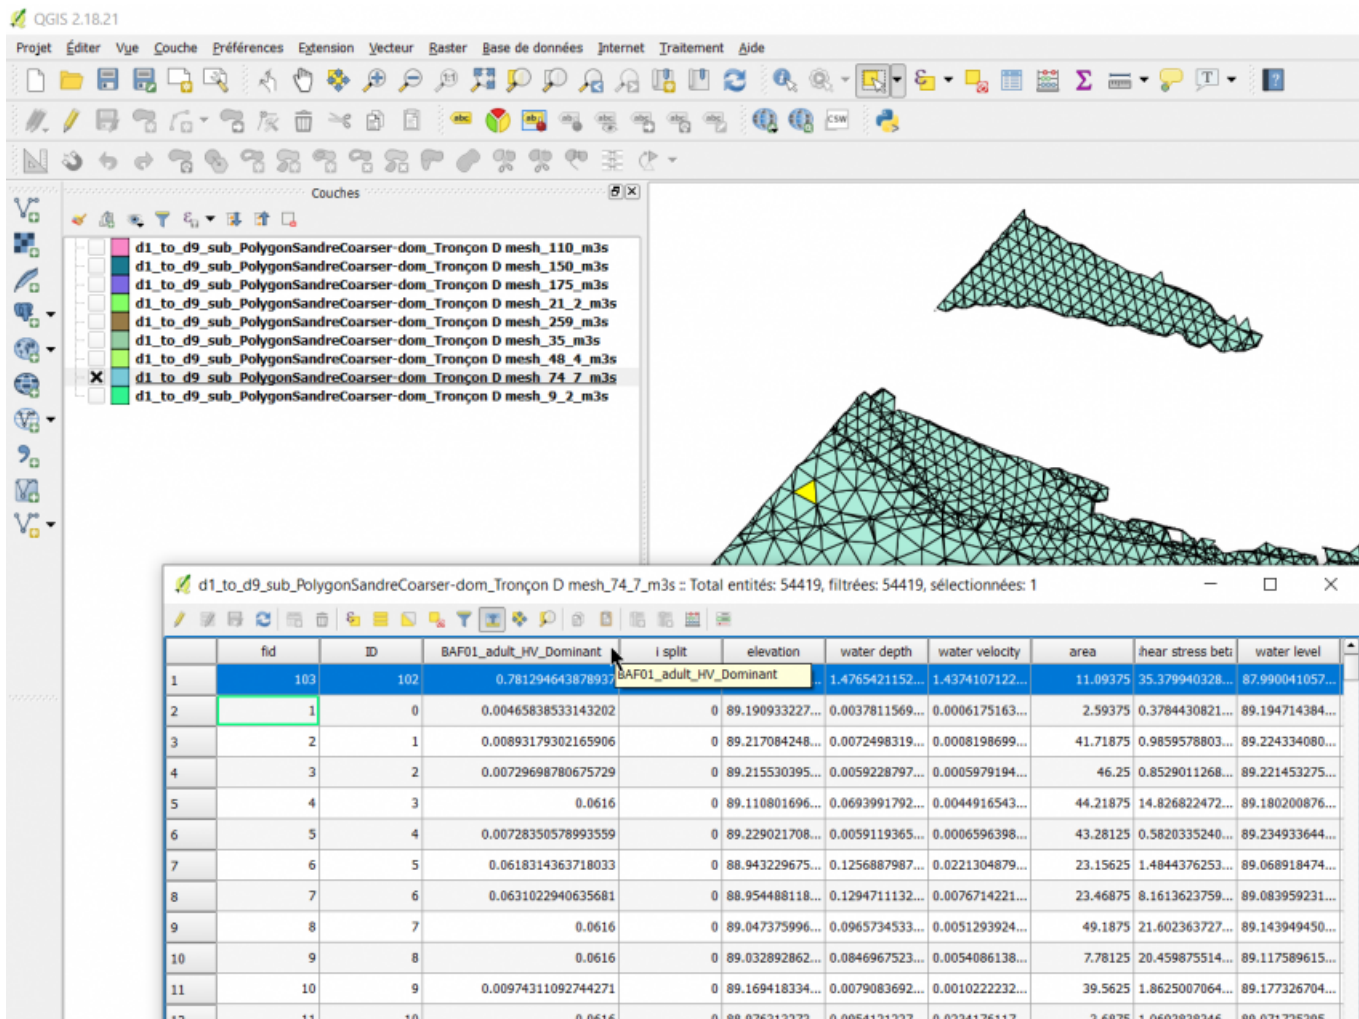 QGIS 2.18.21
Projet Éditer Vue Couche Préférences Extension Vecteur Raster Base de données Internet Traitement Aide
CSW
Couches
d1_to_d9_sub_PolygonSandreCoarser-dom_Tronçon D mesh_110_m3s
d1_to_d9_sub_PolygonSandreCoarser-dom_Tronçon D mesh_150_m3s
d1_to_d9_sub_PolygonSandreCoarser-dom_Tronçon D mesh_175_m3s
d1_to_d9_sub_PolygonSandreCoarser-dom_Tronçon D mesh_21_2_m3s
d1_to_d9_sub_PolygonSandreCoarser-dom_Tronçon D mesh_259_m3s
d1_to_d9_sub_PolygonSandreCoarser-dom_Tronçon D mesh_35_m3s
d1_to_d9_sub_PolygonSandreCoarser-dom_Tronçon D mesh_48_4_m3s
d1_to_d9_sub_PolygonSandreCoarser-dom_Tronçon D mesh_74_7_m3s
d1_to_d9_sub_PolygonSandreCoarser-dom_Tronçon D mesh_9_2_m3s
d1_to_d9_sub_PolygonSandreCoarser-dom_Tronçon D mesh_74_7_m3s :: Total entités: 54419, filtrées: 54419, sélectionnées: 1
fid ID BAF01_adult_HV_Dominant i split elevation water depth water velocity area hear stress beta water level
BAF01_adult_HV_Dominant
1 103 102 0.781294643878937 1.4765421152... 1.4374107122... 11.09375 35.379940328... 87.990041057...
2 1 0 0.00465838533143202 0 89.190933227... 0.0037811569... 0.0006175163... 2.59375 0.3784430821... 89.194714384...
3 2 1 0.00893179302165906 0 89.217084248... 0.0072498319... 0.0008198699... 41.71875 0.9859578803... 89.224334080...
4 3 2 0.00729698780675729 0 89.215530395... 0.0059228797... 0.0005979194... 46.25 0.8529011268... 89.221453275...
5 4 3 0.0616 0 89.110801696... 0.0693991792... 0.0044916543... 44.21875 14.826822472... 89.180200876...
6 5 4 0.00728350578993559 0 89.229021708... 0.0059119365... 0.0006596398... 43.28125 0.5820335240... 89.234933644...
7 6 5 0.0618314363718033 0 88.943229675... 0.1256887987... 0.0221304879... 23.15625 1.4844376253... 89.068918474...
8 7 6 0.0631022940635681 0 88.954488118... 0.1294711132... 0.0076714221... 23.46875 8.1613623759... 89.083959231...
9 8 7 0.0616 0 89.047375996... 0.0965734533... 0.0051293924... 49.1875 21.602363727... 89.143949450...
10 9 8 0.0616 0 89.032892862... 0.0846967523... 0.0054086138... 7.78125 20.459875514... 89.117589615...
11 10 9 0.00974311092744271 0 89.169418334... 0.0079083692... 0.0010222232... 39.5625 1.8625007064... 89.177326704...